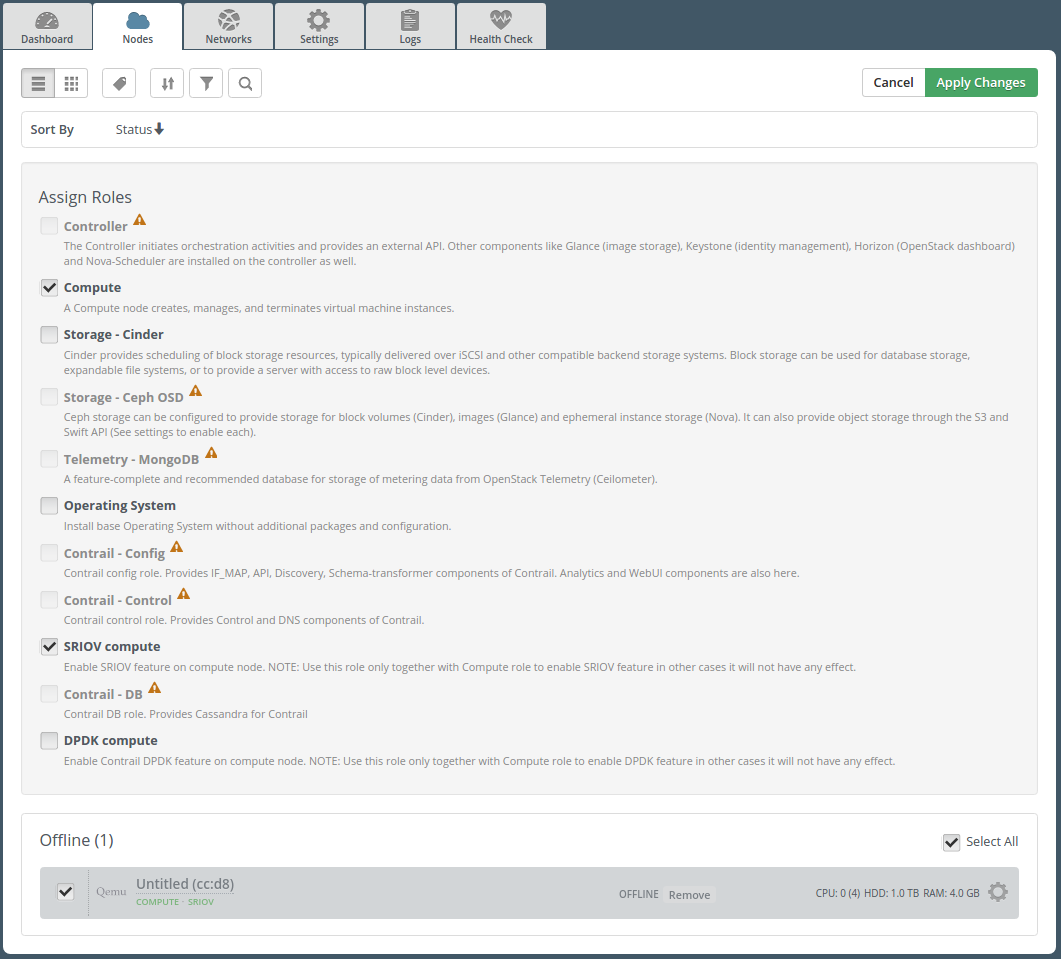 Dashboard
Nodes
Networks
Settings
Logs
Health Check
Cancel
Apply Changes
Sort By
Status
Assign Roles
Controller
The Controller initiates orchestration activities and provides an external API. Other components like Glance (image storage), Keystone (identity management), Horizon (OpenStack dashboard)
and Nova-Scheduler are installed on the controller as well.
Compute
A Compute node creates, manages, and terminates virtual machine instances.
Storage - Cinder
Cinder provides scheduling of block storage resources, typically delivered over iSCSI and other compatible backend storage systems. Block storage can be used for database storage,
expandable file systems, or to provide a server with access to raw block level devices.
Storage - Ceph OSD
Ceph storage can be configured to provide storage for block volumes (Cinder), images (Glance) and ephemeral instance storage (Nova). It can also provide object storage through the S3 and
Swift API (See settings to enable each).
Telemetry - MongoDB
A feature-complete and recommended database for storage of metering data from OpenStack Telemetry (Ceilometer).
Operating System
Install base Operating System without additional packages and configuration.
Contrail - Config
Contrail config role. Provides IF_MAP, API, Discovery, Schema-transformer components of Contrail. Analytics and WebUI components are also here.
Contrail - Control
Contrail control role. Provides Control and DNS components of Contrail.
SRIOV compute
Enable SRIOV feature on compute node. NOTE: Use this role only together with Compute role to enable SRIOV feature in other cases it will not have any effect.
Contrail - DB
Contrail DB role. Provides Cassandra for Contrail
DPDK compute
Enable Contrail DPDK feature on compute node. NOTE: Use this role only together with Compute role to enable DPDK feature in other cases it will not have any effect.
Offline (1)
Select All
Qemu
Untitled (cc:d8)
COMPUTE · SRIOV
OFFLINE
Remove
CPU: 0 (4) HDD: 1.0 TB RAM: 4.0 GB